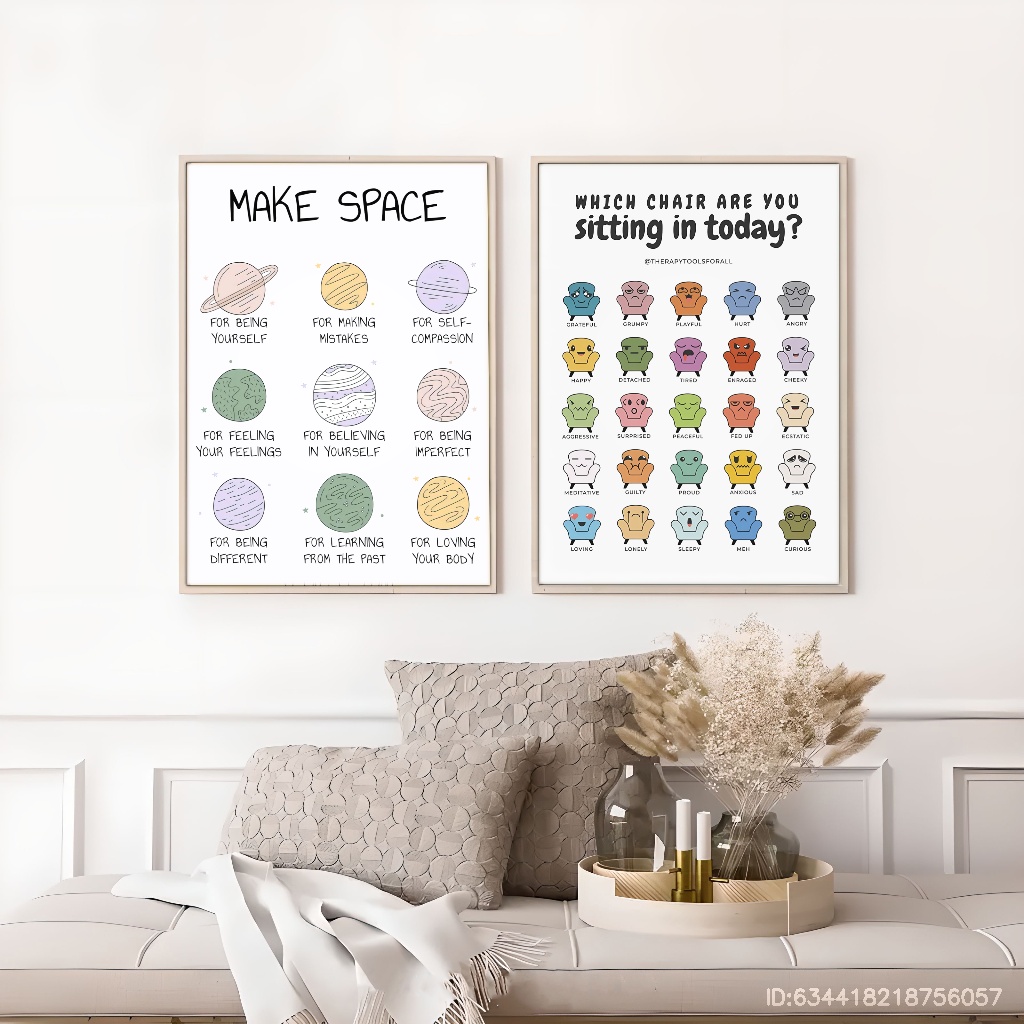 MAKE SPACE
FOR BEING
YOURSELF
FOR MAKING
MISTAKES
FOR SELF-
COMPASSION
FOR FEELING
YOUR FEELINGS
FOR BELIEVING
IN YOURSELF
FOR BEING
IMPERFECT
FOR BEING
DIFFERENT
FOR LEARNING
FROM THE PAST
FOR LOVING
YOUR BODY
WHICH CHAIR ARE YOU
sitting in today?
@THERAPYTOOLSFORALL
GRATEFUL
GRUMPY
PLAYFUL
HURT
ANGRY
HAPPY
DETACHED
TIRED
ENRAGED
CHEEKY
AGGRESSIVE
SURPRISED
PEACEFUL
FED UP
ECSTATIC
MEDITATIVE
GUILTY
PROUD
ANXIOUS
SAD
LOVING
LONELY
SLEEPY
MEH
CURIOUS
ID:634418218756057